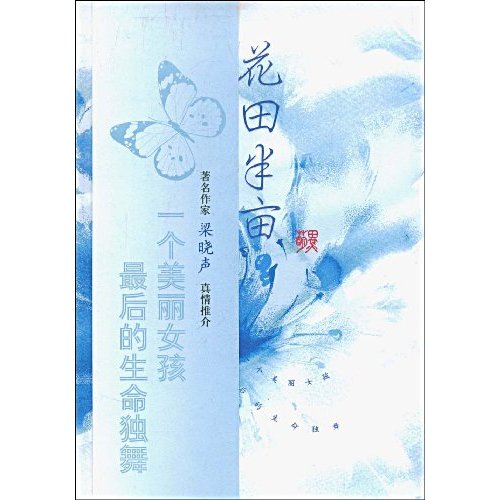 花田半亩
著名作家 梁晓声 真情推介
一个美丽女孩
最后的生命独舞